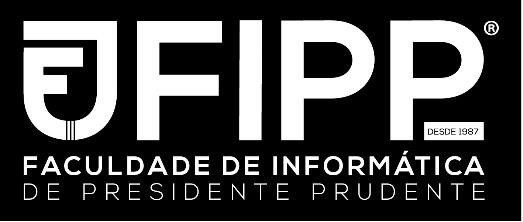 FIPP®
DESDE 1987
FACULDADE DE INFORMÁTICA
DE PRESIDENTE PRUDENTE